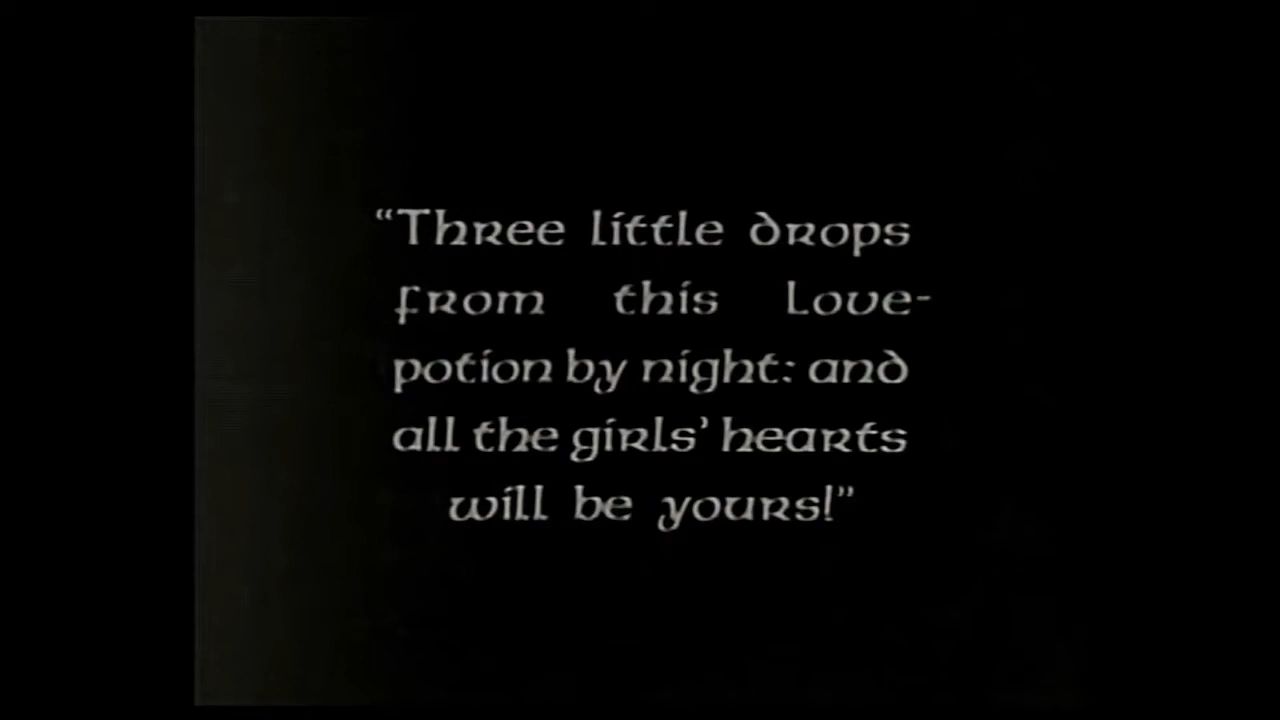 “Three little drops
from this Love-
potion by night: and
all the girls’ hearts
will be yours!”